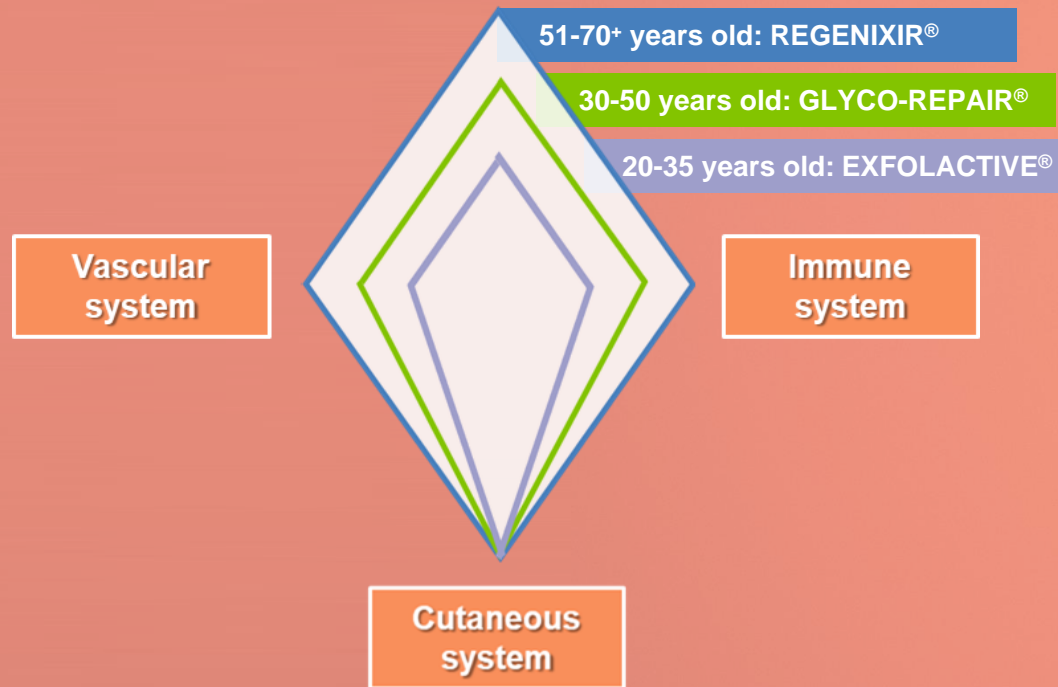 51-70⁺ years old: REGENIXIR®
30-50 years old: GLYCO-REPAIR®
20-35 years old: EXFOLACTIVE®
Vascular
system
Immune
system
Cutaneous
system